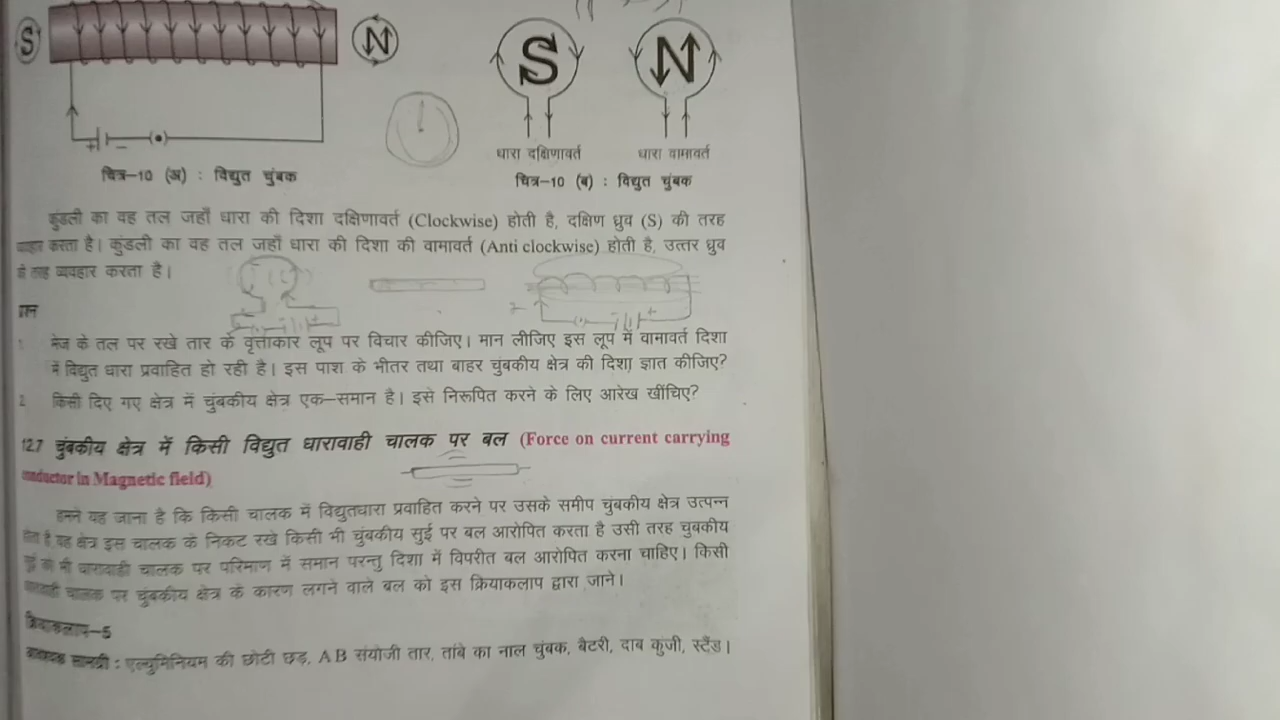 S N S N
धारा दक्षिणावर्त धारा वामावर्त
चित्र-10 (अ) : विद्युत चुंबक चित्र-10 (ब) : विद्युत चुंबक
कुंडली का वह तल जहाँ धारा की दिशा दक्षिणावर्त (Clockwise) होती है, दक्षिण ध्रुव (S) की तरह
करता है। कुंडली का वह तल जहाँ धारा की दिशा की वामावर्त (Anti clockwise) होती है, उत्तर ध्रुव
व्यवहार करता है।
1 मेज के तल पर रखे तार के वृत्ताकार लूप पर विचार कीजिए। मान लीजिए इस लूप में वामावर्त दिशा
में विद्युत धारा प्रवाहित हो रही है। इस पाश के भीतर तथा बाहर चुंबकीय क्षेत्र की दिशा ज्ञात कीजिए?
2 किसी दिए गए क्षेत्र में चुंबकीय क्षेत्र एक-समान है। इसे निरूपित करने के लिए आरेख खींचिए?
12.7 चुंबकीय क्षेत्र में किसी विद्युत धारावाही चालक पर बल (Force on current carrying
conductor in Magnetic field)
हमने यह जाना है कि किसी चालक में विद्युतधारा प्रवाहित करने पर उसके समीप चुंबकीय क्षेत्र उत्पन्न
होता है यह क्षेत्र इस चालक के निकट रखे किसी भी चुंबकीय सुई पर बल आरोपित करता है उसी तरह चुबकीय
भी धारावाही चालक पर परिमाण में समान परन्तु दिशा में विपरीत बल आरोपित करना चाहिए। किसी
चालक पर चुंबकीय क्षेत्र के कारण लगने वाले बल को इस क्रियाकलाप द्वारा जाने।
क्रियाकलाप-5
आवश्यक सामग्री : एल्युमिनियम की छोटी छड़, AB संयोजी तार, तांबे का नाल चुंबक, बैटरी, दाब कुंजी, स्टैंड।